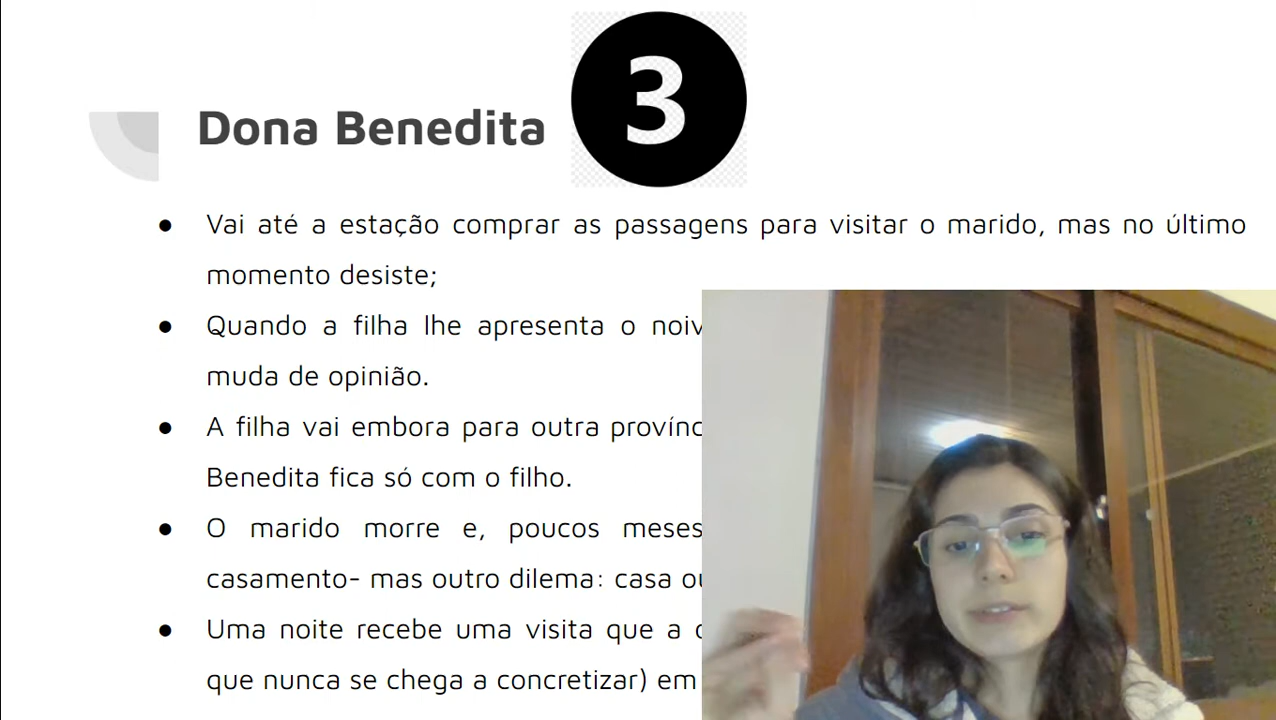 3
Dona Benedita
● Vai até a estação comprar as passagens para visitar o marido, mas no último
momento desiste;
● Quando a filha lhe apresenta o
muda de opinião.
● A filha vai embora para outra
Benedita fica só com o filho.
● O marido morre e, poucos meses
casamento- mas outro dilema: casa
● Uma noite recebe uma visita que a
que nunca se chega a concretizar) em